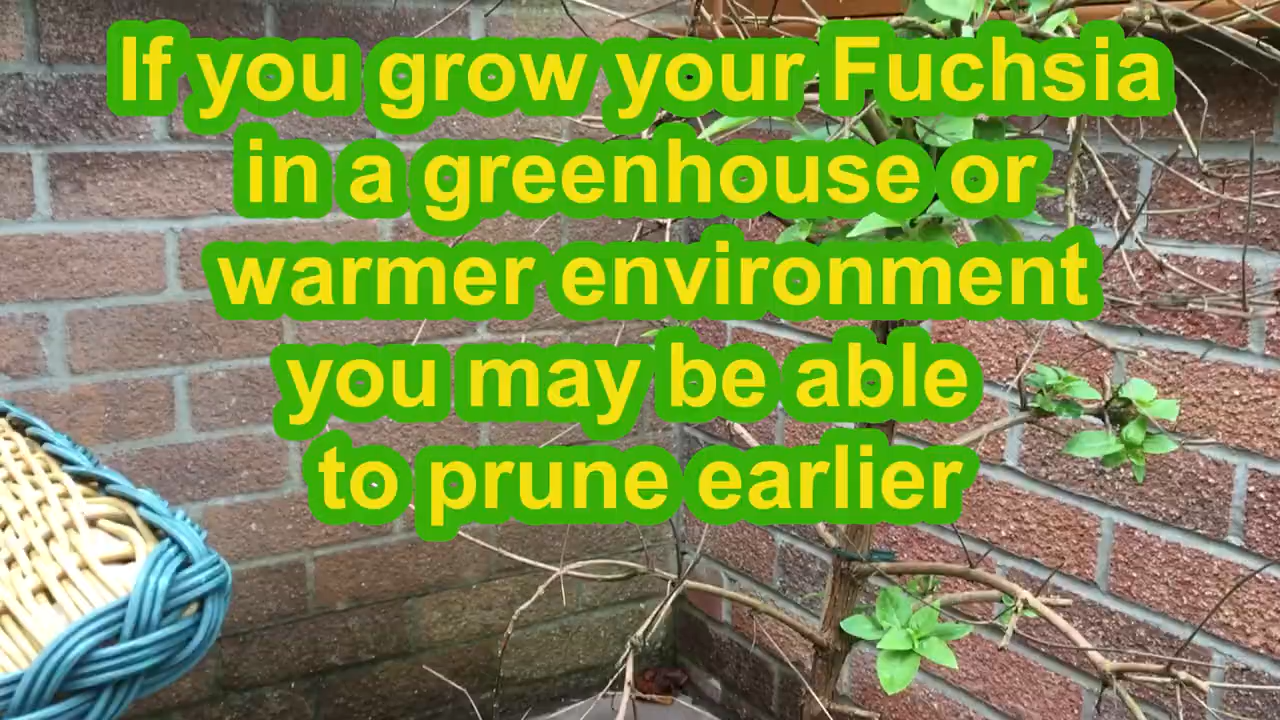 If you grow your Fuchsia
in a greenhouse or
warmer environment
you may be able
to prune earlier